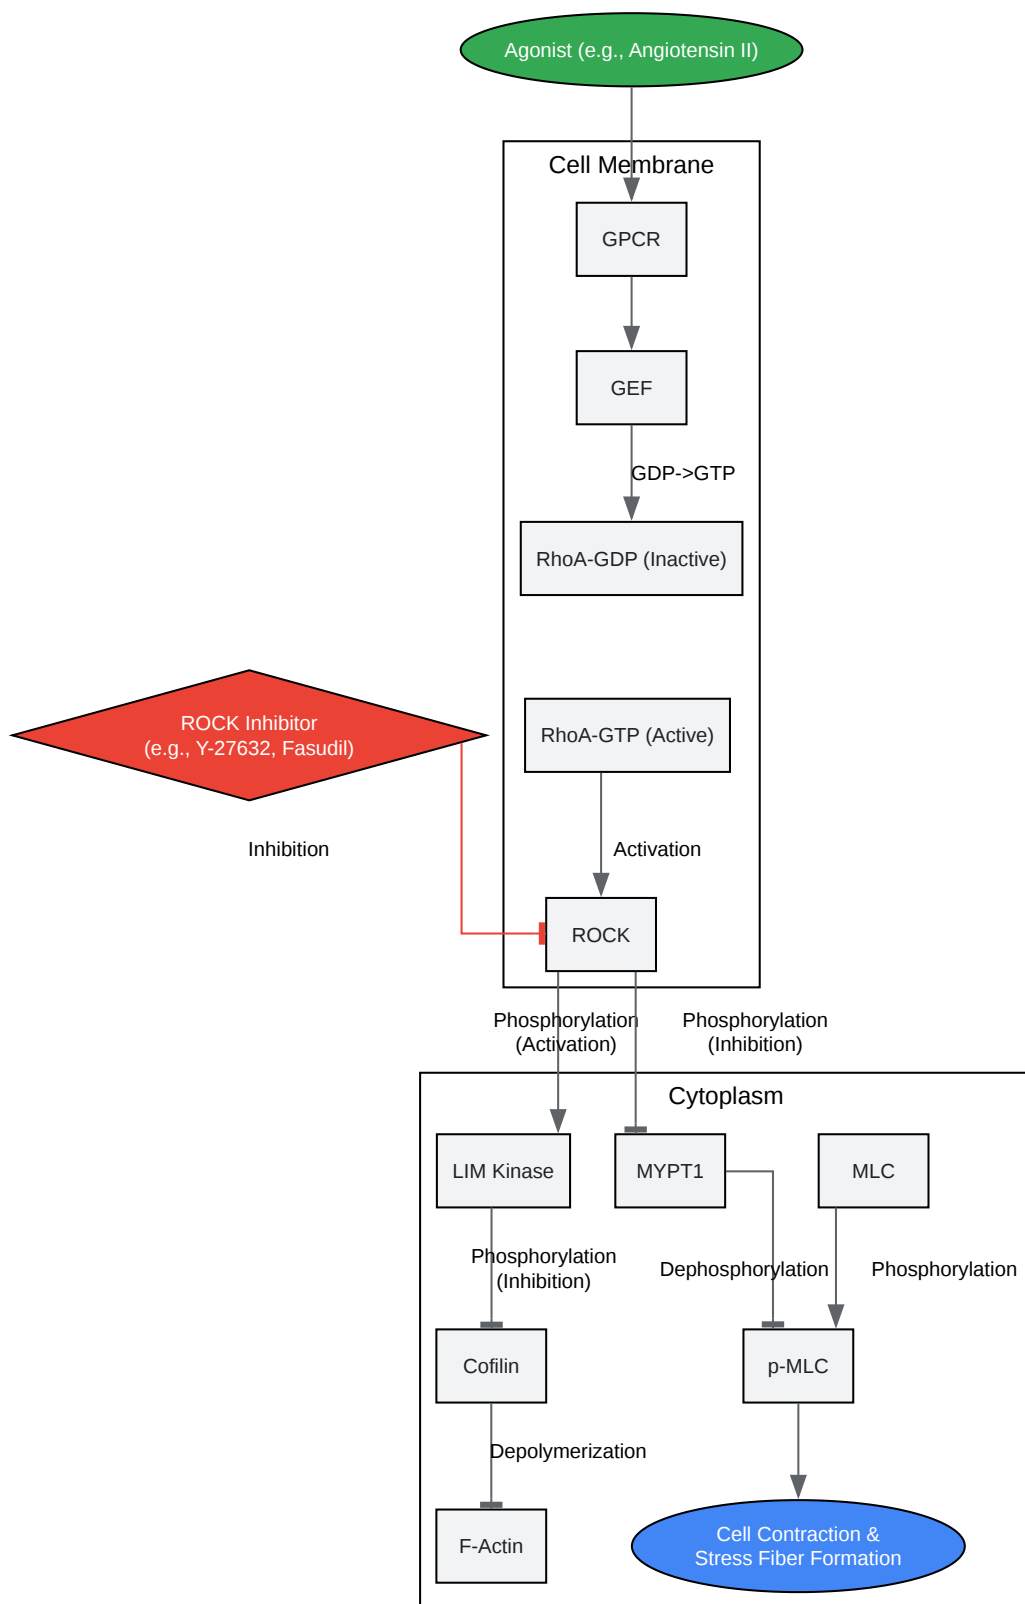 Agonist (e.g., Angiotensin II)
Cell Membrane
GPCR
GEF
GDP->GTP
RhoA-GDP (Inactive)
ROCK Inhibitor
(e.g., Y-27632, Fasudil)
RhoA-GTP (Active)
Inhibition
Activation
ROCK
Phosphorylation
(Activation)
Phosphorylation
(Inhibition)
Cytoplasm
LIM Kinase
MYPT1
MLC
Phosphorylation
(Inhibition)
Dephosphorylation
Phosphorylation
Cofilin
p-MLC
Depolymerization
F-Actin
Cell Contraction &
Stress Fiber Formation